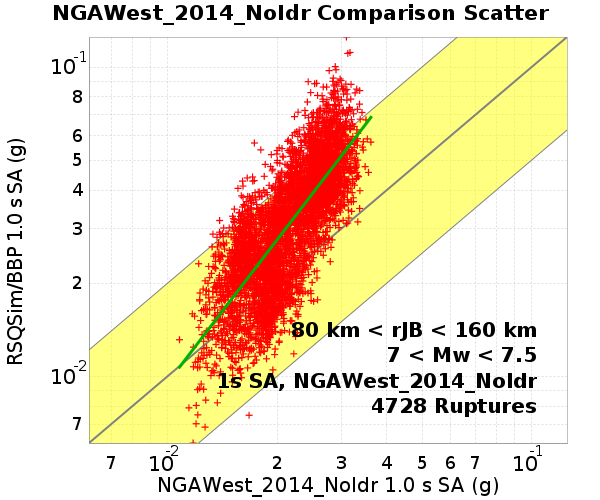 NGAWest_2014_NoIdr Comparison Scatter
RSQSim/BBP 1.0 s SA (g)
10-1
8
6
5
4
3
2
10-2
7
80 km < rJB < 160 km
7 < Mw < 7.5
1s SA, NGAWest_2014_NoIdr
4728 Ruptures
7 10-2 2 3 4 5 6 7 10-1
NGAWest_2014_NoIdr 1.0 s SA (g)